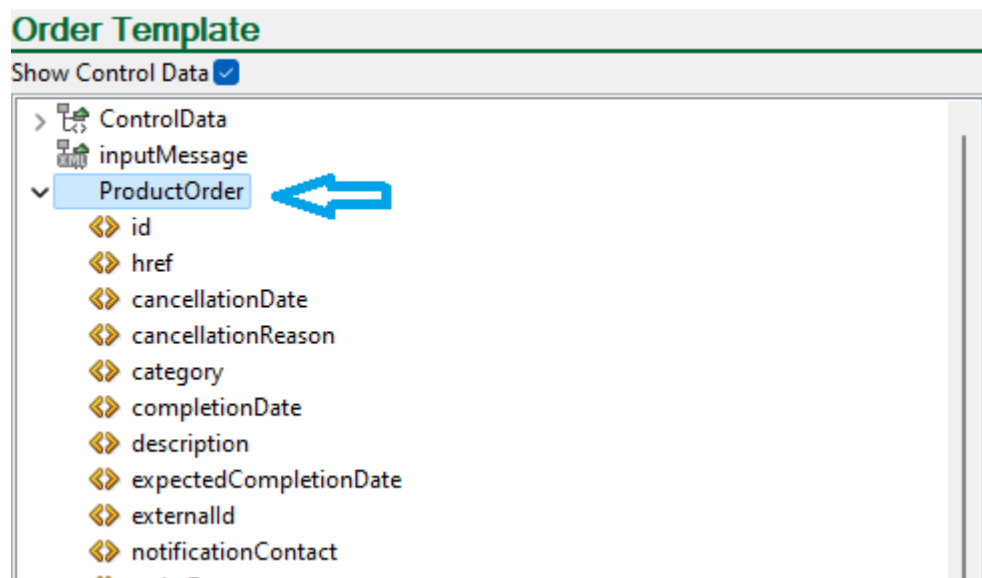 Order Template
Show Control Data
ControlData
inputMessage
ProductOrder
id
href
cancellationDate
cancellationReason
category
completionDate
description
expectedCompletionDate
externalId
notificationContact